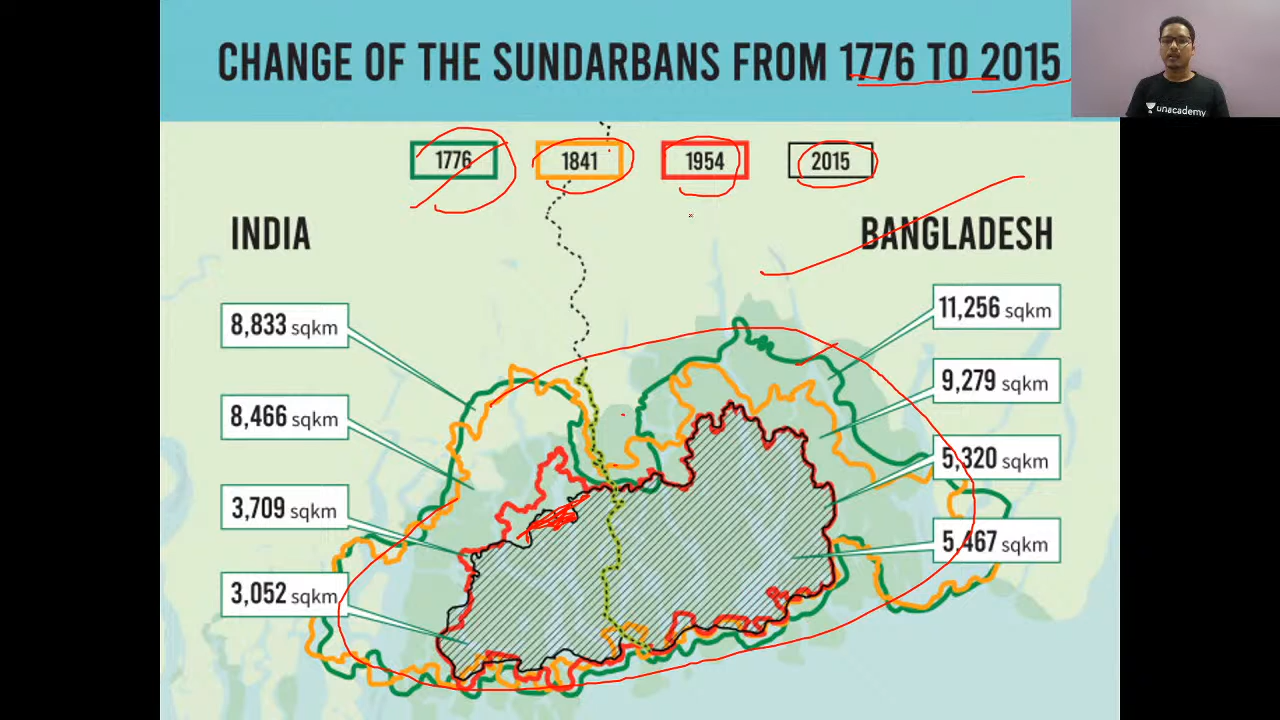 CHANGE OF THE SUNDARBANS FROM 1776 TO 2015
unacademy
1776
1841
1954
2015
INDIA
BANGLADESH
8,833 sqkm
8,466 sqkm
3,709 sqkm
3,052 sqkm
11,256 sqkm
9,279 sqkm
5,320 sqkm
5,467 sqkm